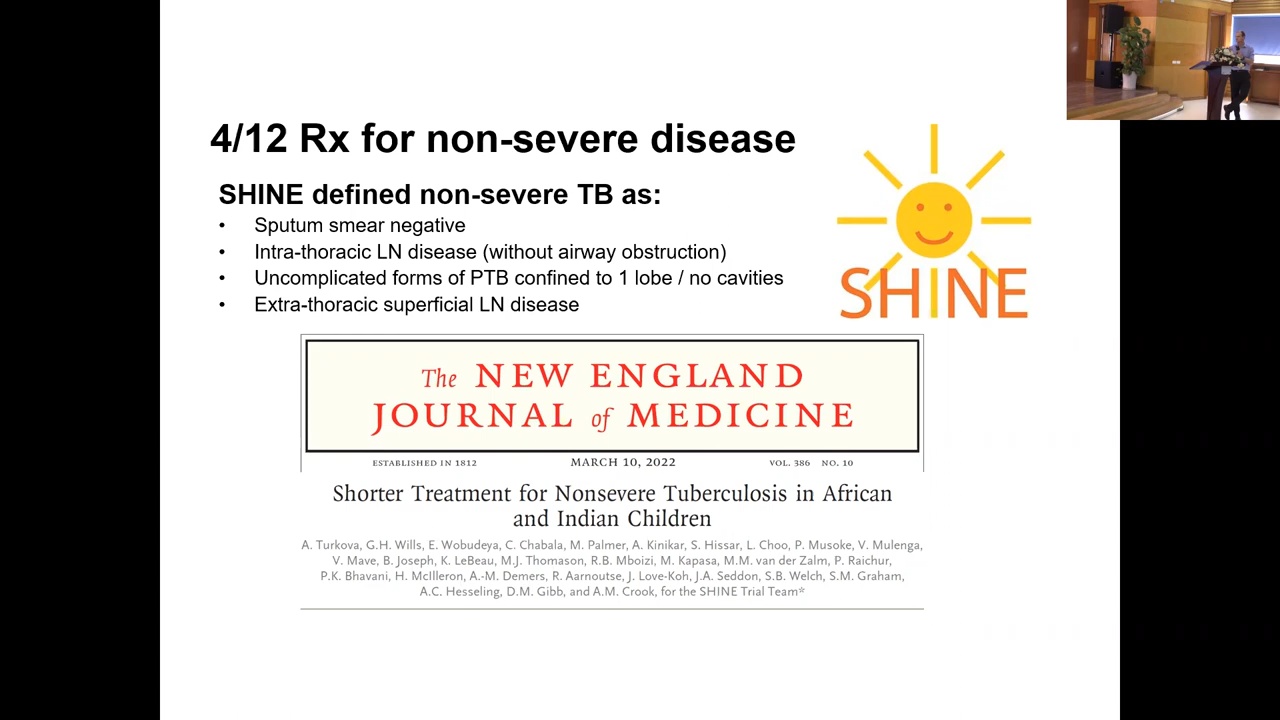 4/12 Rx for non-severe disease
SHINE defined non-severe TB as:
• Sputum smear negative
• Intra-thoracic LN disease (without airway obstruction)
• Uncomplicated forms of PTB confined to 1 lobe / no cavities
• Extra-thoracic superficial LN disease
SHINE
The NEW ENGLAND
JOURNAL of MEDICINE
ESTABLISHED IN 1812 MARCH 10, 2022 VOL. 386 NO. 10
Shorter Treatment for Nonsevere Tuberculosis in African
and Indian Children
A. Turkova, G.H. Wills, E. Wobudeya, C. Chabala, M. Palmer, A. Kinikar, S. Hissar, L. Choo, P. Musoke, V. Mulenga,
V. Mave, B. Joseph, K. LeBeau, M.J. Thomason, R.B. Mboizi, M. Kapasa, M.M. van der Zalm, P. Raichur,
P.K. Bhavani, H. McIlleron, A.-M. Demers, R. Aarnoutse, J. Love-Koh, J.A. Seddon, S.B. Welch, S.M. Graham,
A.C. Hesseling, D.M. Gibb, and A.M. Crook, for the SHINE Trial Team*